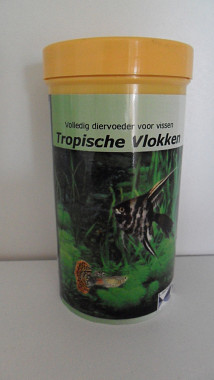 Volledig diervoeder voor vissen
Tropische Vlokken